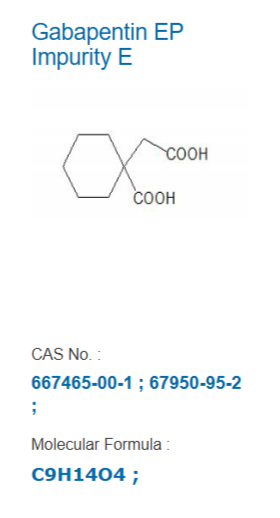 Gabapentin EP
Impurity E
COOH
COOH
CAS No. :
667465-00-1 ; 67950-95-2
;
Molecular Formula :
C9H14O4 ;